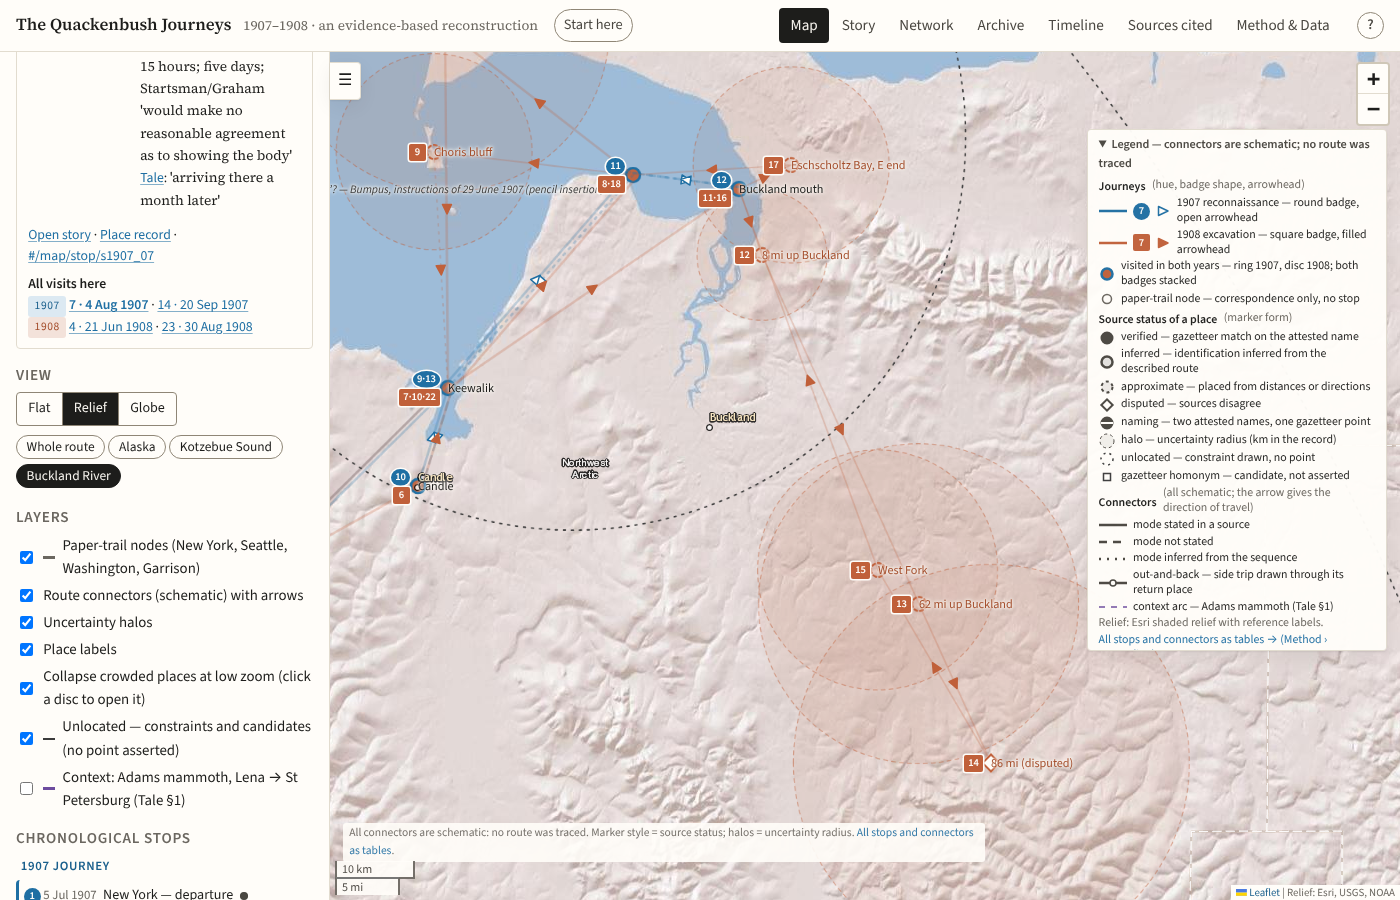 The Quackenbush Journeys 1907–1908 · an evidence-based reconstruction Start here Map Story Network Archive Timeline Sources cited Method & Data ?
15 hours; five days;
Startsman/Graham
'would make no
reasonable agreement
as to showing the body'
Tale: 'arriving there a
month later'
Open story · Place record ·
#/map/stop/s1907_07
All visits here
1907 7 · 4 Aug 1907 · 14 · 20 Sep 1907
1908 4 · 21 Jun 1908 · 23 · 30 Aug 1908
VIEW
Flat Relief Globe
Whole route Alaska Kotzebue Sound
Buckland River
LAYERS
Paper-trail nodes (New York, Seattle,
Washington, Garrison)
Route connectors (schematic) with arrows
Uncertainty halos
Place labels
Collapse crowded places at low zoom (click
a disc to open it)
Unlocated — constraints and candidates
(no point asserted)
Context: Adams mammoth, Lena → St
Petersburg (Tale §1)
CHRONOLOGICAL STOPS
1907 JOURNEY
1 5 Jul 1907 New York — departure
☰
9 Choris bluff
11
8·18
? — Bumpus, instructions of 29 June 1907 (pencil insertion
17 Eschscholtz Bay, E end
12 Buckland mouth
11·16
12 8 mi up Buckland
9·13 Keewalik
7·10·22
Buckland
Northwest
Arctic
10 Candle
6 Candle
15 West Fork
13 62 mi up Buckland
14 86 mi (disputed)
+
−
▼ Legend — connectors are schematic; no route was
traced
Journeys (hue, badge shape, arrowhead)
7 1907 reconnaissance — round badge,
open arrowhead
7 1908 excavation — square badge, filled
arrowhead
visited in both years — ring 1907, disc 1908; both
badges stacked
paper-trail node — correspondence only, no stop
Source status of a place (marker form)
verified — gazetteer match on the attested name
inferred — identification inferred from the
described route
approximate — placed from distances or directions
disputed — sources disagree
naming — two attested names, one gazetteer point
halo — uncertainty radius (km in the record)
unlocated — constraint drawn, no point
gazetteer homonym — candidate, not asserted
Connectors (all schematic; the arrow gives the
direction of travel)
mode stated in a source
mode not stated
mode inferred from the sequence
out-and-back — side trip drawn through its
return place
context arc — Adams mammoth (Tale §1)
Relief: Esri shaded relief with reference labels.
All stops and connectors as tables → (Method ›
All connectors are schematic: no route was traced. Marker style = source status; halos = uncertainty radius. All stops and connectors
as tables.
10 km
5 mi
Leaflet | Relief: Esri, USGS, NOAA